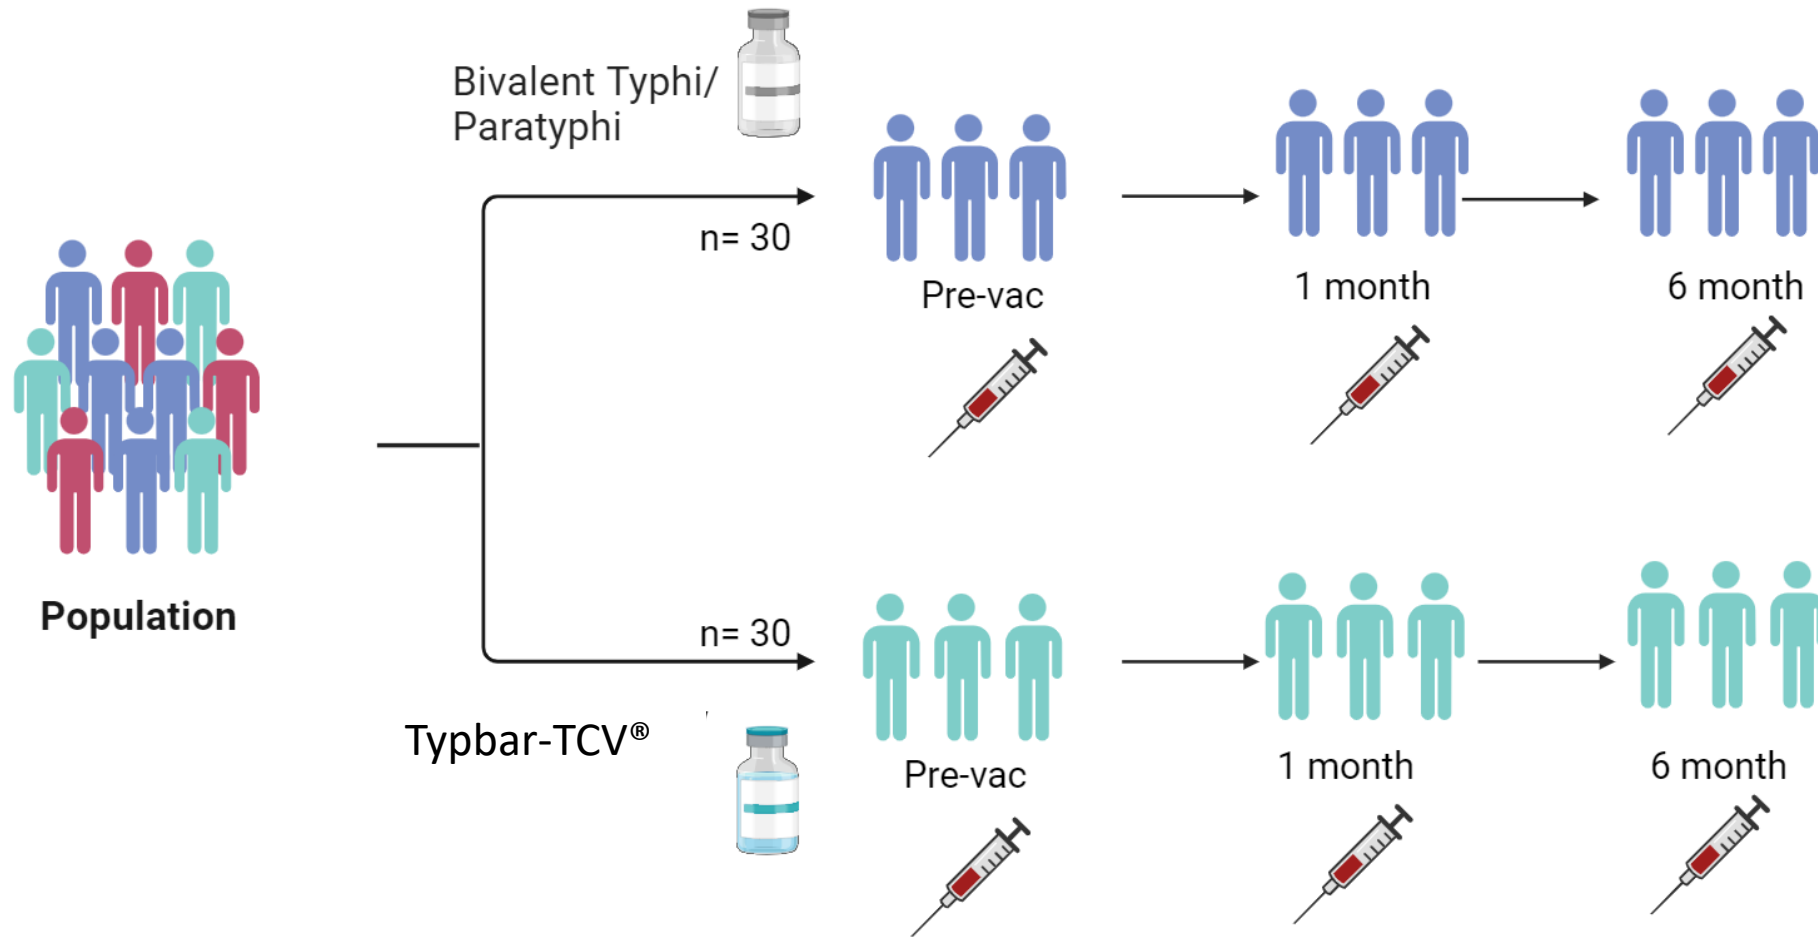 Bivalent Typhi/
Paratyphi
n= 30
Pre-vac
1 month
6 month
Population
n= 30
Typbar-TCV®
Pre-vac
1 month
6 month